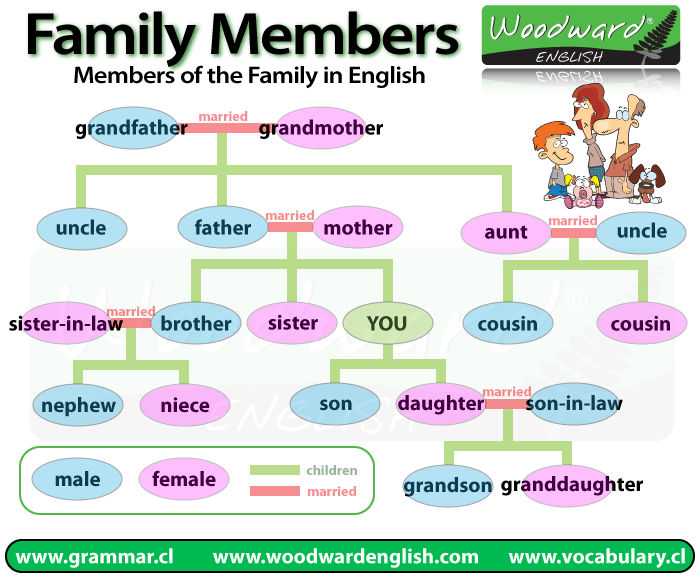 Family Members
Members of the Family in English
Woodward®
ENGLISH
married
grandfather grandmother
uncle father married mother aunt married uncle
sister-in-law married brother sister YOU cousin cousin
nephew niece son daughter married son-in-law
grandson granddaughter
male female children
married
www.grammar.cl www.woodwardenglish.com www.vocabulary.cl
Woodward®
ENGLISH